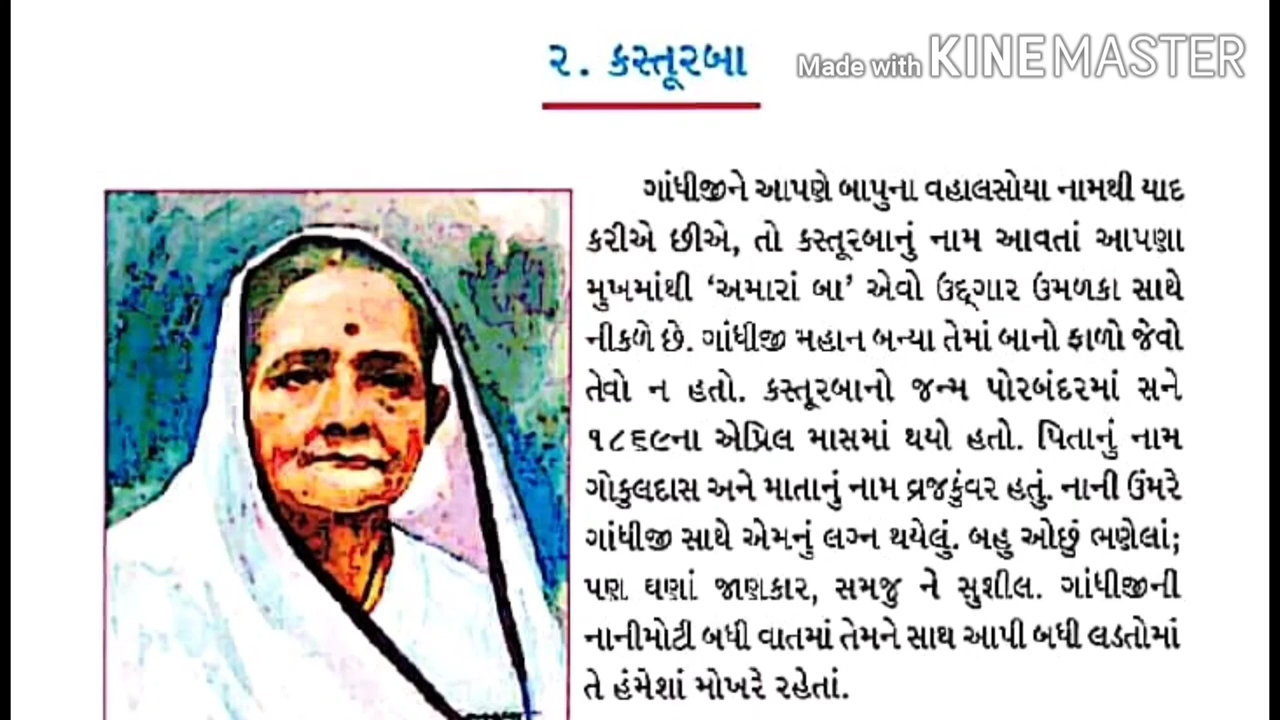 ૨. કસ્તૂરબા
Made with KINEMASTER
ગાંધીજીને આપણે બાપુના વહાલસોયા નામથી યાદ
કરીએ છીએ, તો કસ્તૂરબાનું નામ આવતાં આપણા
મુખમાંથી ‘અમારાં બા’ એવો ઉદ્દગાર ઉમળકા સાથે
નીકળે છે. ગાંધીજી મહાન બન્યા તેમાં બાનો ફાળો જેવો
તેવો ન હતો. કસ્તૂરબાનો જન્મ પોરબંદરમાં સને
૧૮૬૯ના એપ્રિલ માસમાં થયો હતો. પિતાનું નામ
ગોકુલદાસ અને માતાનું નામ વ્રજકુંવર હતું. નાની ઉંમરે
ગાંધીજી સાથે એમનું લગ્ન થયેલું. બહુ ઓછું ભણેલાં;
પણ ઘણાં જાણકાર, સમજુ ને સુશીલ. ગાંધીજીની
નાનીમોટી બધી વાતમાં તેમને સાથ આપી બધી લડતોમાં
તે હંમેશાં મોખરે રહેતાં.